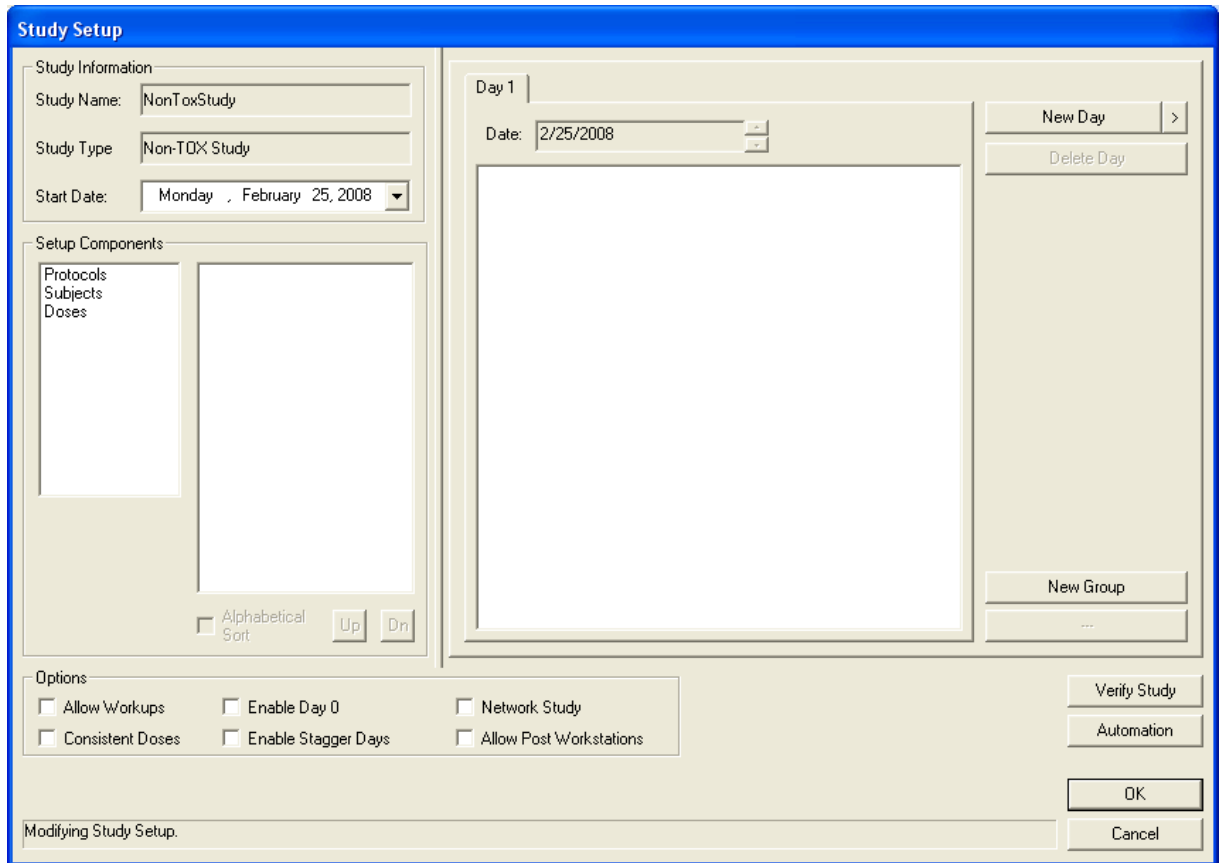 Study Setup
Study Information
Study Name: NonToxStudy
Study Type Non-TOX Study
Start Date: Monday , February 25, 2008
Setup Components
Protocols
Subjects
Doses
Alphabetical
Sort
Up Dn
Day 1
Date: 2/25/2008
New Day >
Delete Day
New Group
---
Options
Allow Workups Enable Day 0 Network Study
Consistent Doses Enable Stagger Days Allow Post Workstations
Verify Study
Automation
OK
Cancel
Modifying Study Setup.